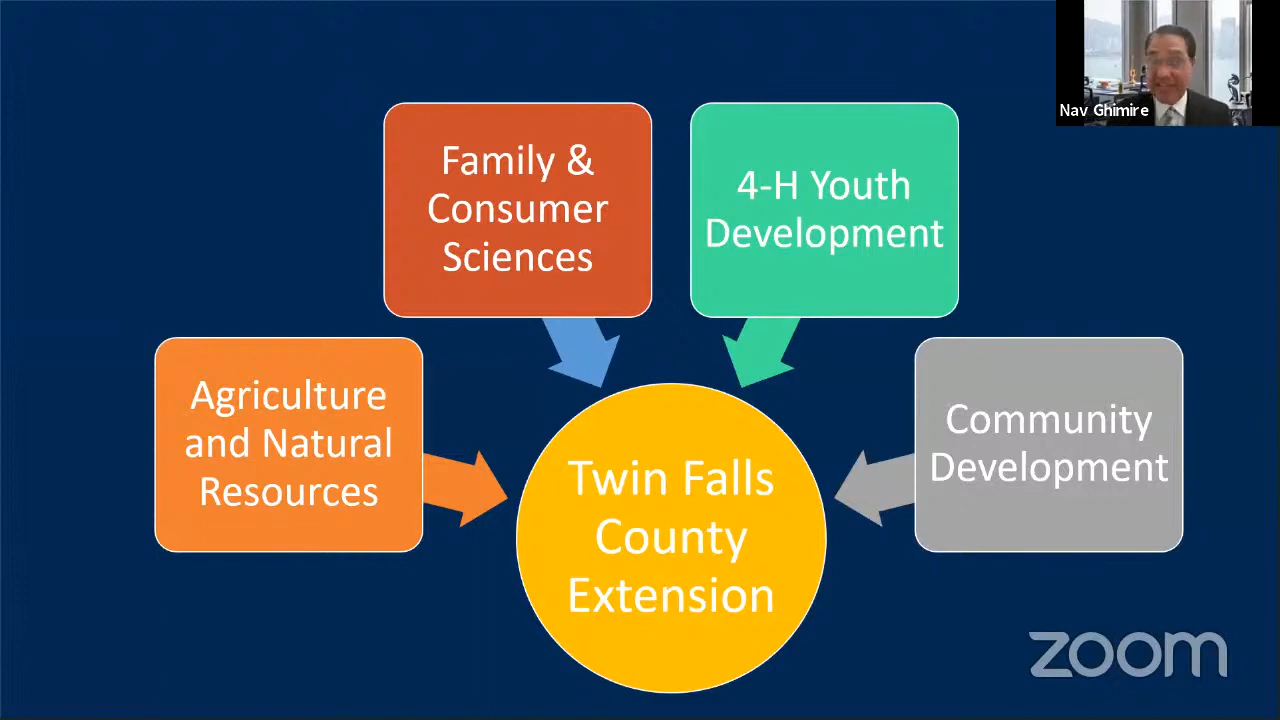 Nav Ghimire
Family &
Consumer
Sciences
4-H Youth
Development
Agriculture
and Natural
Resources
Community
Development
Twin Falls
County
Extension
zoom